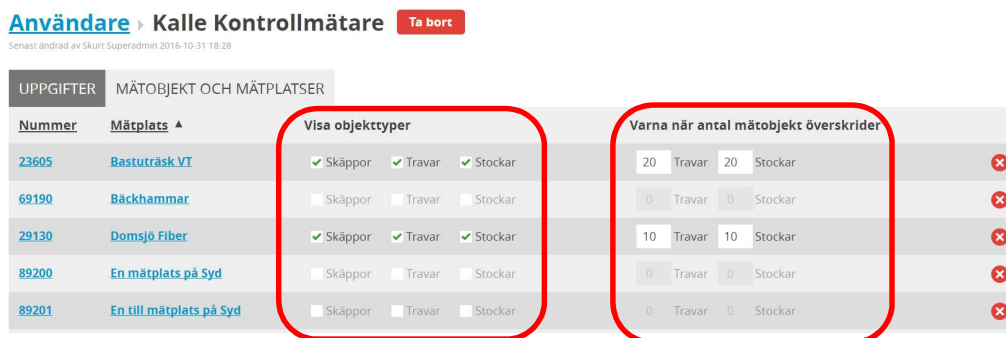 Användare › Kalle Kontrollmätare Ta bort
Senast ändrad av Skurt Superadmin 2016-10-31 18:28
UPPGIFTER MÄTOBJEKT OCH MÄTPLATSER
Nummer Mätplats ▲ Visa objekttyper Varna när antal mätobjekt överskrider
23605 Bastuträsk VT Skäppor Travar Stockar 20 Travar 20 Stockar
69190 Bäckhammar Skäppor Travar Stockar 0 Travar 0 Stockar
29130 Domsjö Fiber Skäppor Travar Stockar 10 Travar 10 Stockar
89200 En mätplats på Syd Skäppor Travar Stockar 0 Travar 0 Stockar
89201 En till mätplats på Syd Skäppor Travar Stockar 0 Travar 0 Stockar